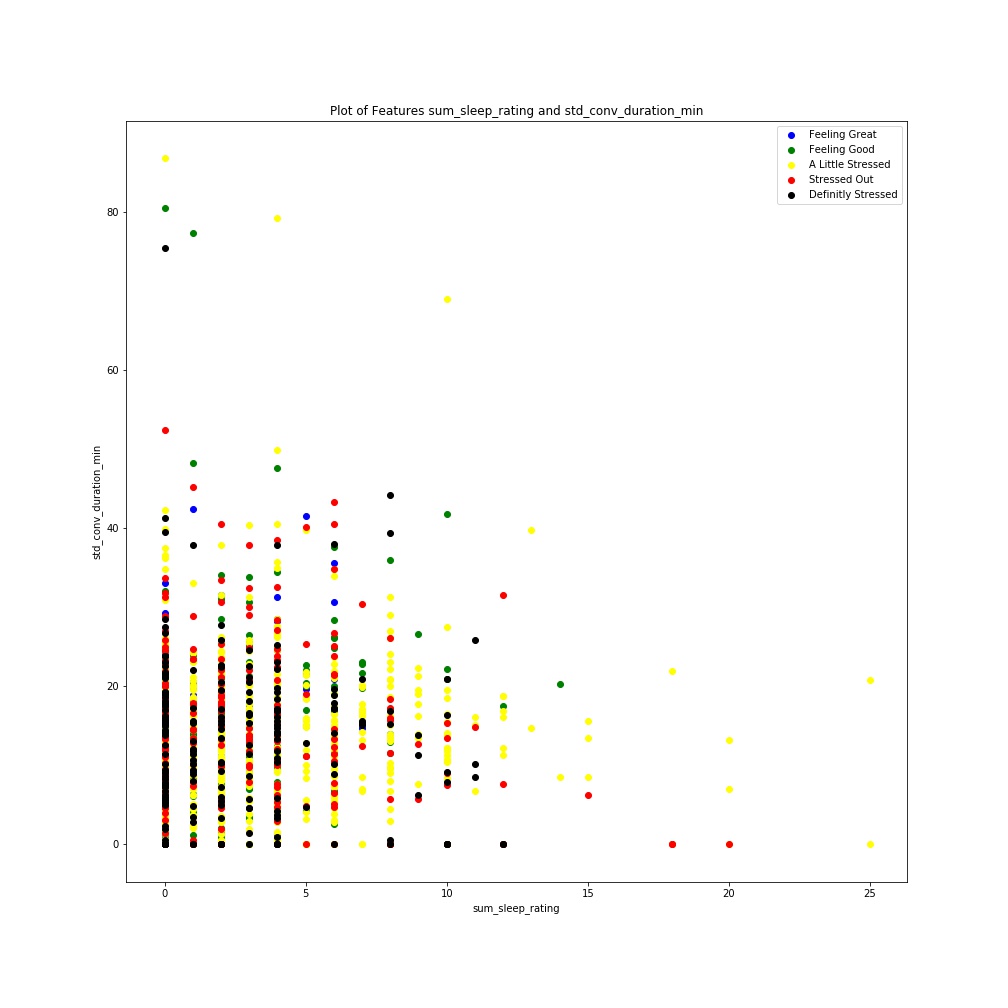 Plot of Features sum_sleep_rating and std_conv_duration_min
Feeling Great
Feeling Good
A Little Stressed
Stressed Out
Definitly Stressed
80
60
40
20
0
std_conv_duration_min
0 5 10 15 20 25
sum_sleep_rating